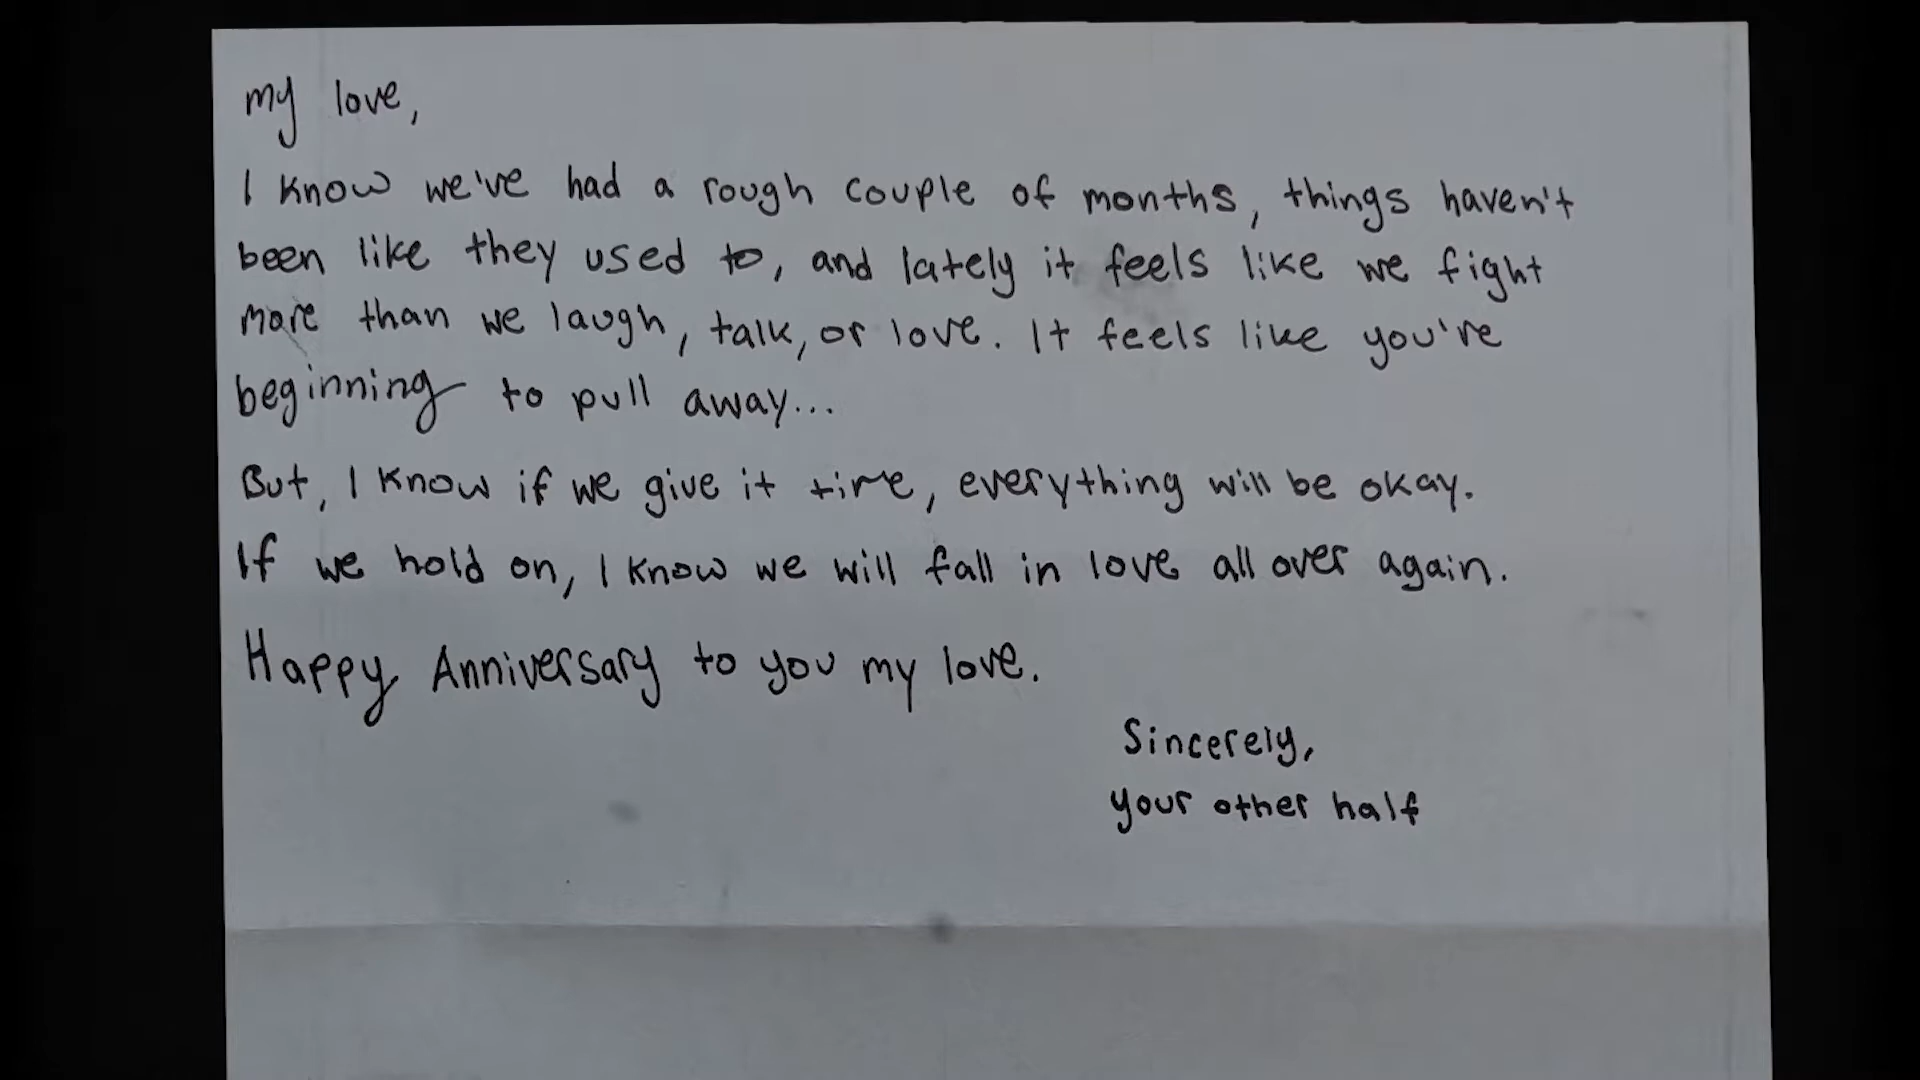 my love,
I know we've had a rough couple of months, things haven't
been like they used to, and lately it feels like we fight
more than we laugh, talk, or love. It feels like you're
beginning to pull away...
But, I know if we give it time, everything will be okay.
If we hold on, I know we will fall in love all over again.
Happy Anniversary to you my love.
Sincerely,
your other half